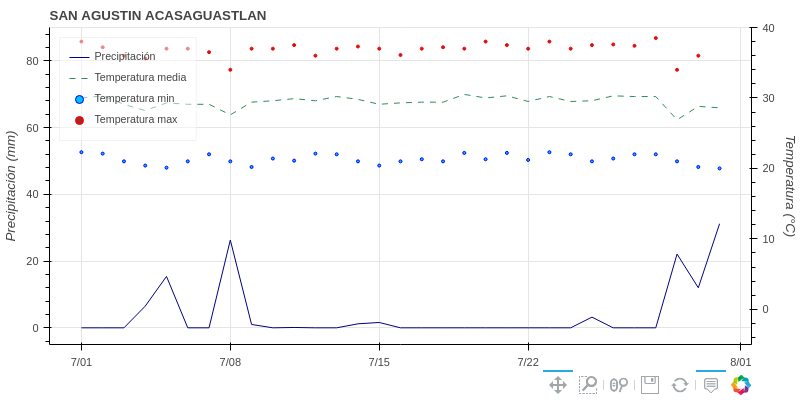 SAN AGUSTIN ACASAGUASTLAN
Precipitación
Temperatura media
Temperatura min
Temperatura max
Precipitación (mm)
80
60
40
20
0
Temperatura (°C)
40
30
20
10
0
7/01
7/08
7/15
7/22
8/01